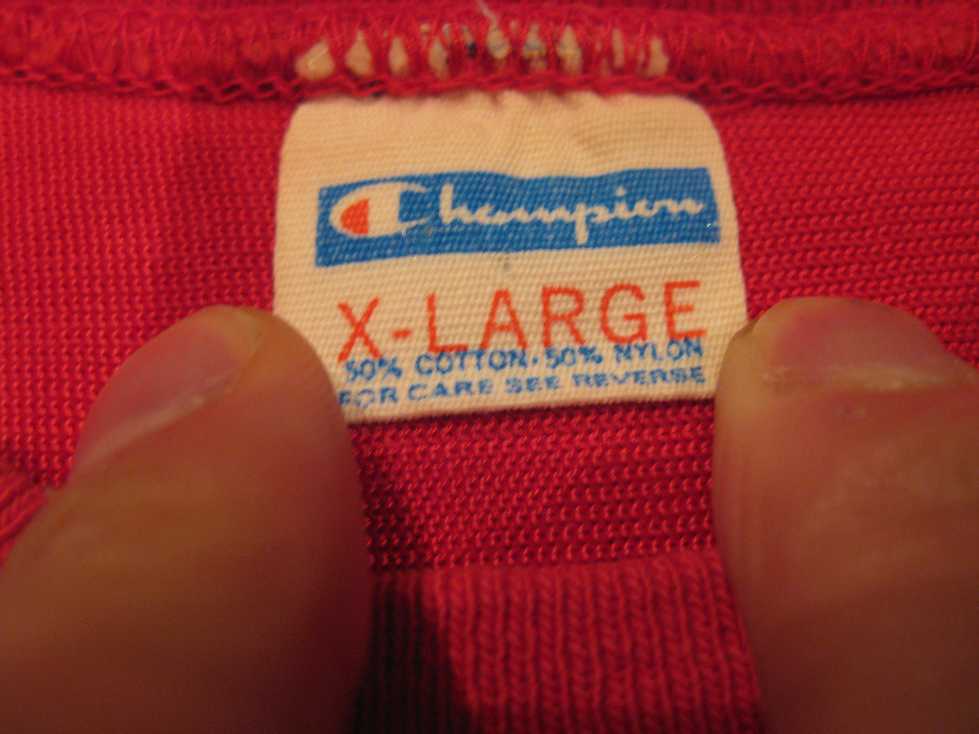 Champion
X-LARGE
50% COTTON·50% NYLON
FOR CARE SEE REVERSE